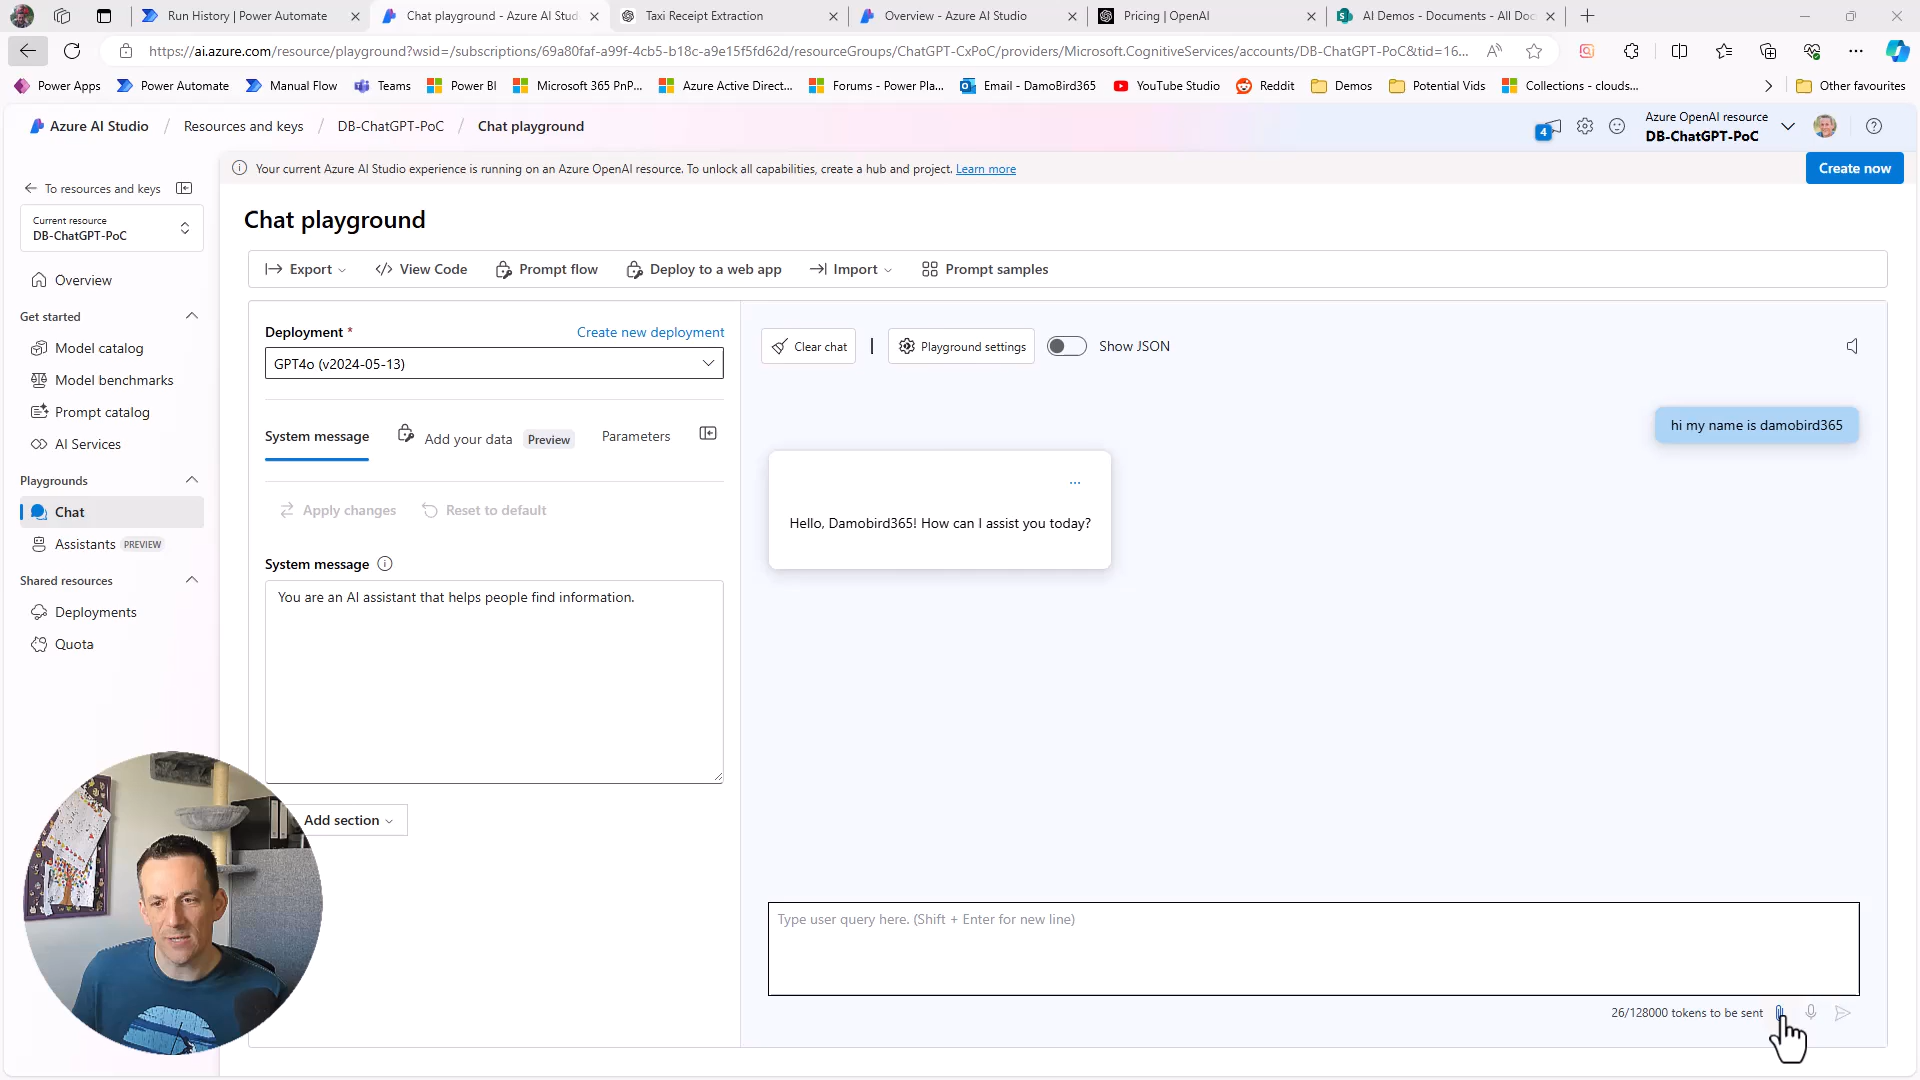 Run History | Power Automate
Chat playground - Azure AI Stud
Taxi Receipt Extraction
Overview - Azure AI Studio
Pricing | OpenAI
AI Demos - Documents - All Doc
https://ai.azure.com/resource/playground?wsid=/subscriptions/69a80faf-a99f-4cb5-b18c-a9e15f5fd62d/resourceGroups/ChatGPT-CxPoC/providers/Microsoft.CognitiveServices/accounts/DB-ChatGPT-PoC&tid=16...
Power Apps
Power Automate
Manual Flow
Teams
Power BI
Microsoft 365 PnP...
Azure Active Direct...
Forums - Power Pla...
Email - DamoBird365
YouTube Studio
Reddit
Demos
Potential Vids
Collections - clouds...
Other favourites
Azure AI Studio / Resources and keys / DB-ChatGPT-PoC / Chat playground
4
Azure OpenAI resource
DB-ChatGPT-PoC
To resources and keys
Your current Azure AI Studio experience is running on an Azure OpenAI resource. To unlock all capabilities, create a hub and project. Learn more
Create now
Current resource
DB-ChatGPT-PoC
Overview
Get started
Model catalog
Model benchmarks
Prompt catalog
AI Services
Playgrounds
Chat
Assistants PREVIEW
Shared resources
Deployments
Quota
Chat playground
Export
View Code
Prompt flow
Deploy to a web app
Import
Prompt samples
Deployment *
Create new deployment
GPT4o (v2024-05-13)
System message
Add your data Preview
Parameters
Apply changes
Reset to default
System message
You are an AI assistant that helps people find information.
Add section
Clear chat
Playground settings
Show JSON
hi my name is damobird365
...
Hello, Damobird365! How can I assist you today?
Type user query here. (Shift + Enter for new line)
26/128000 tokens to be sent